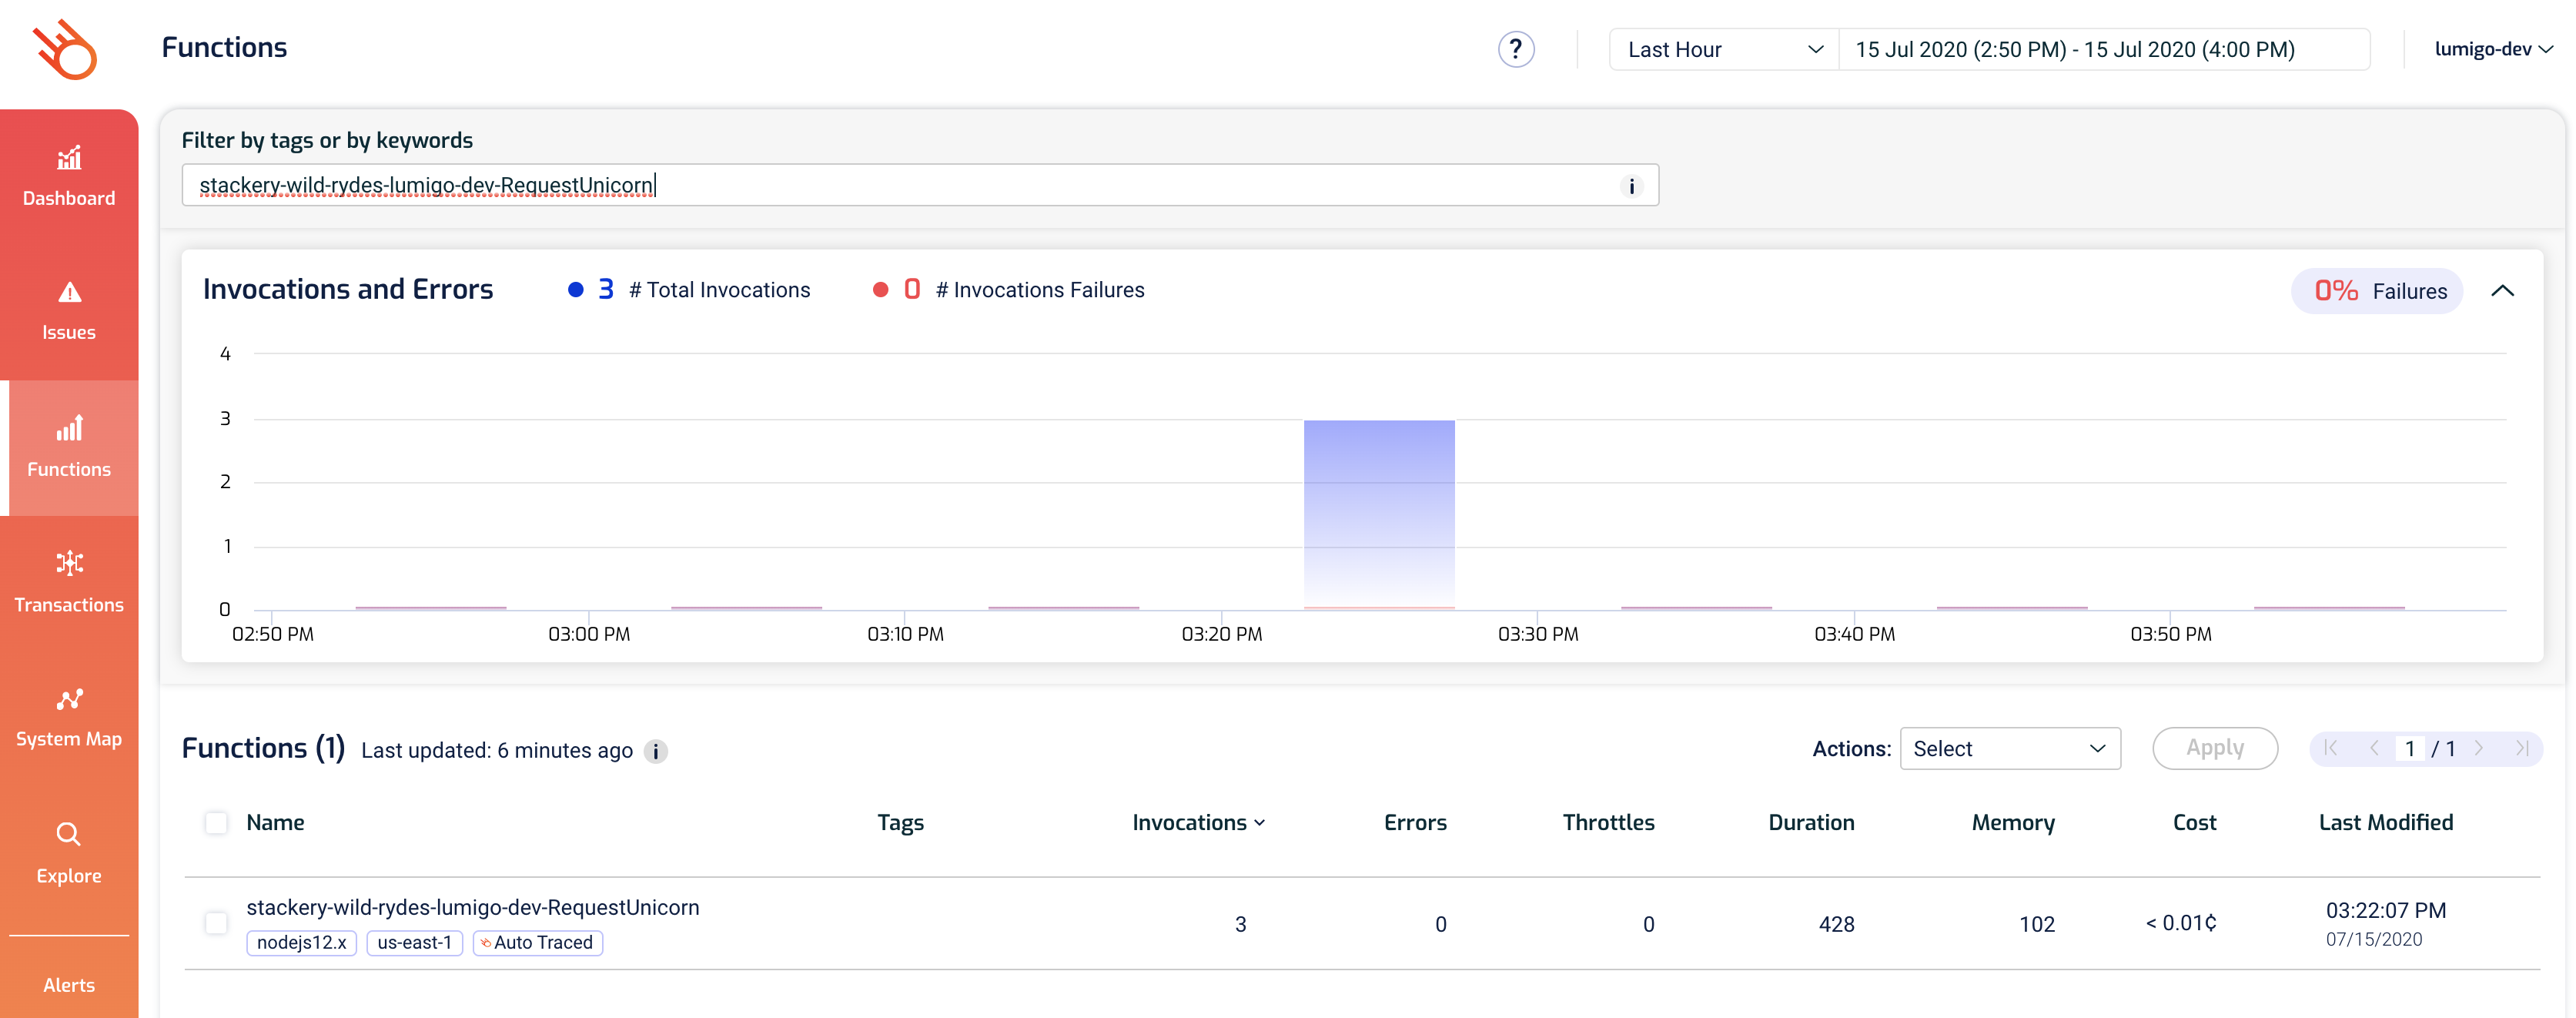 Functions
?
Last Hour
15 Jul 2020 (2:50 PM) - 15 Jul 2020 (4:00 PM)
lumigo-dev
Dashboard
Issues
Functions
Transactions
System Map
Explore
Alerts
Filter by tags or by keywords
stackery-wild-rydes-lumigo-dev-RequestUnicorn
i
Invocations and Errors
3 # Total Invocations
0 # Invocations Failures
0% Failures
4
3
2
1
0
02:50 PM 03:00 PM 03:10 PM 03:20 PM 03:30 PM 03:40 PM 03:50 PM
Functions (1) Last updated: 6 minutes ago i
Actions: Select Apply 1 / 1
Name Tags Invocations Errors Throttles Duration Memory Cost Last Modified
stackery-wild-rydes-lumigo-dev-RequestUnicorn
nodejs12.x us-east-1 Auto Traced
3 0 0 428 102 < 0.01¢ 03:22:07 PM
07/15/2020